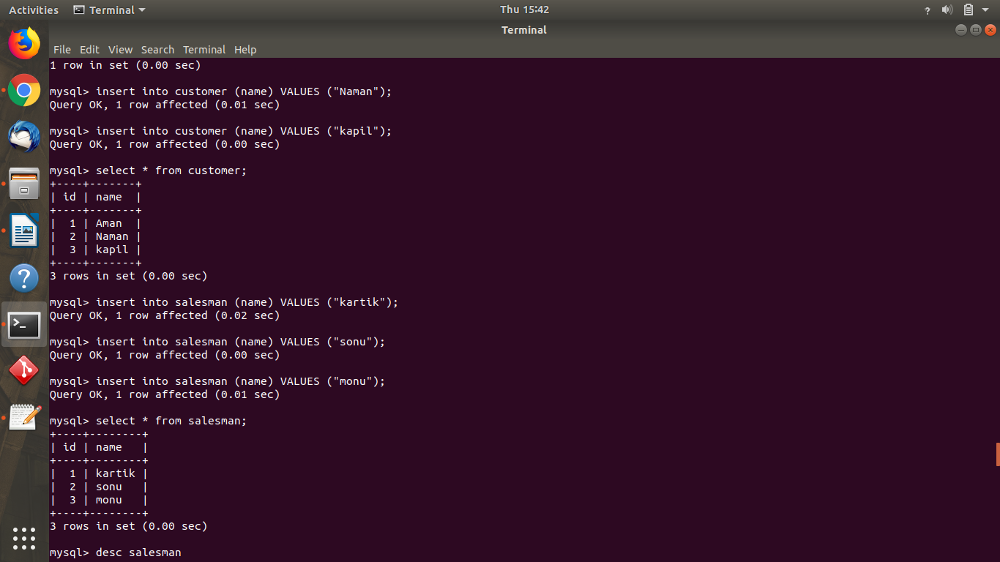 Activities Terminal Thu 15:42 ?
Terminal
File Edit View Search Terminal Help
1 row in set (0.00 sec)
mysql> insert into customer (name) VALUES ("Naman");
Query OK, 1 row affected (0.01 sec)
mysql> insert into customer (name) VALUES ("kapil");
Query OK, 1 row affected (0.00 sec)
mysql> select * from customer;
+----+-------+
| id | name  |
+----+-------+
|  1 | Aman  |
|  2 | Naman |
|  3 | kapil |
+----+-------+
3 rows in set (0.00 sec)
mysql> insert into salesman (name) VALUES ("kartik");
Query OK, 1 row affected (0.02 sec)
mysql> insert into salesman (name) VALUES ("sonu");
Query OK, 1 row affected (0.00 sec)
mysql> insert into salesman (name) VALUES ("monu");
Query OK, 1 row affected (0.01 sec)
mysql> select * from salesman;
+----+--------+
| id | name   |
+----+--------+
|  1 | kartik |
|  2 | sonu   |
|  3 | monu   |
+----+--------+
3 rows in set (0.00 sec)
mysql> desc salesman